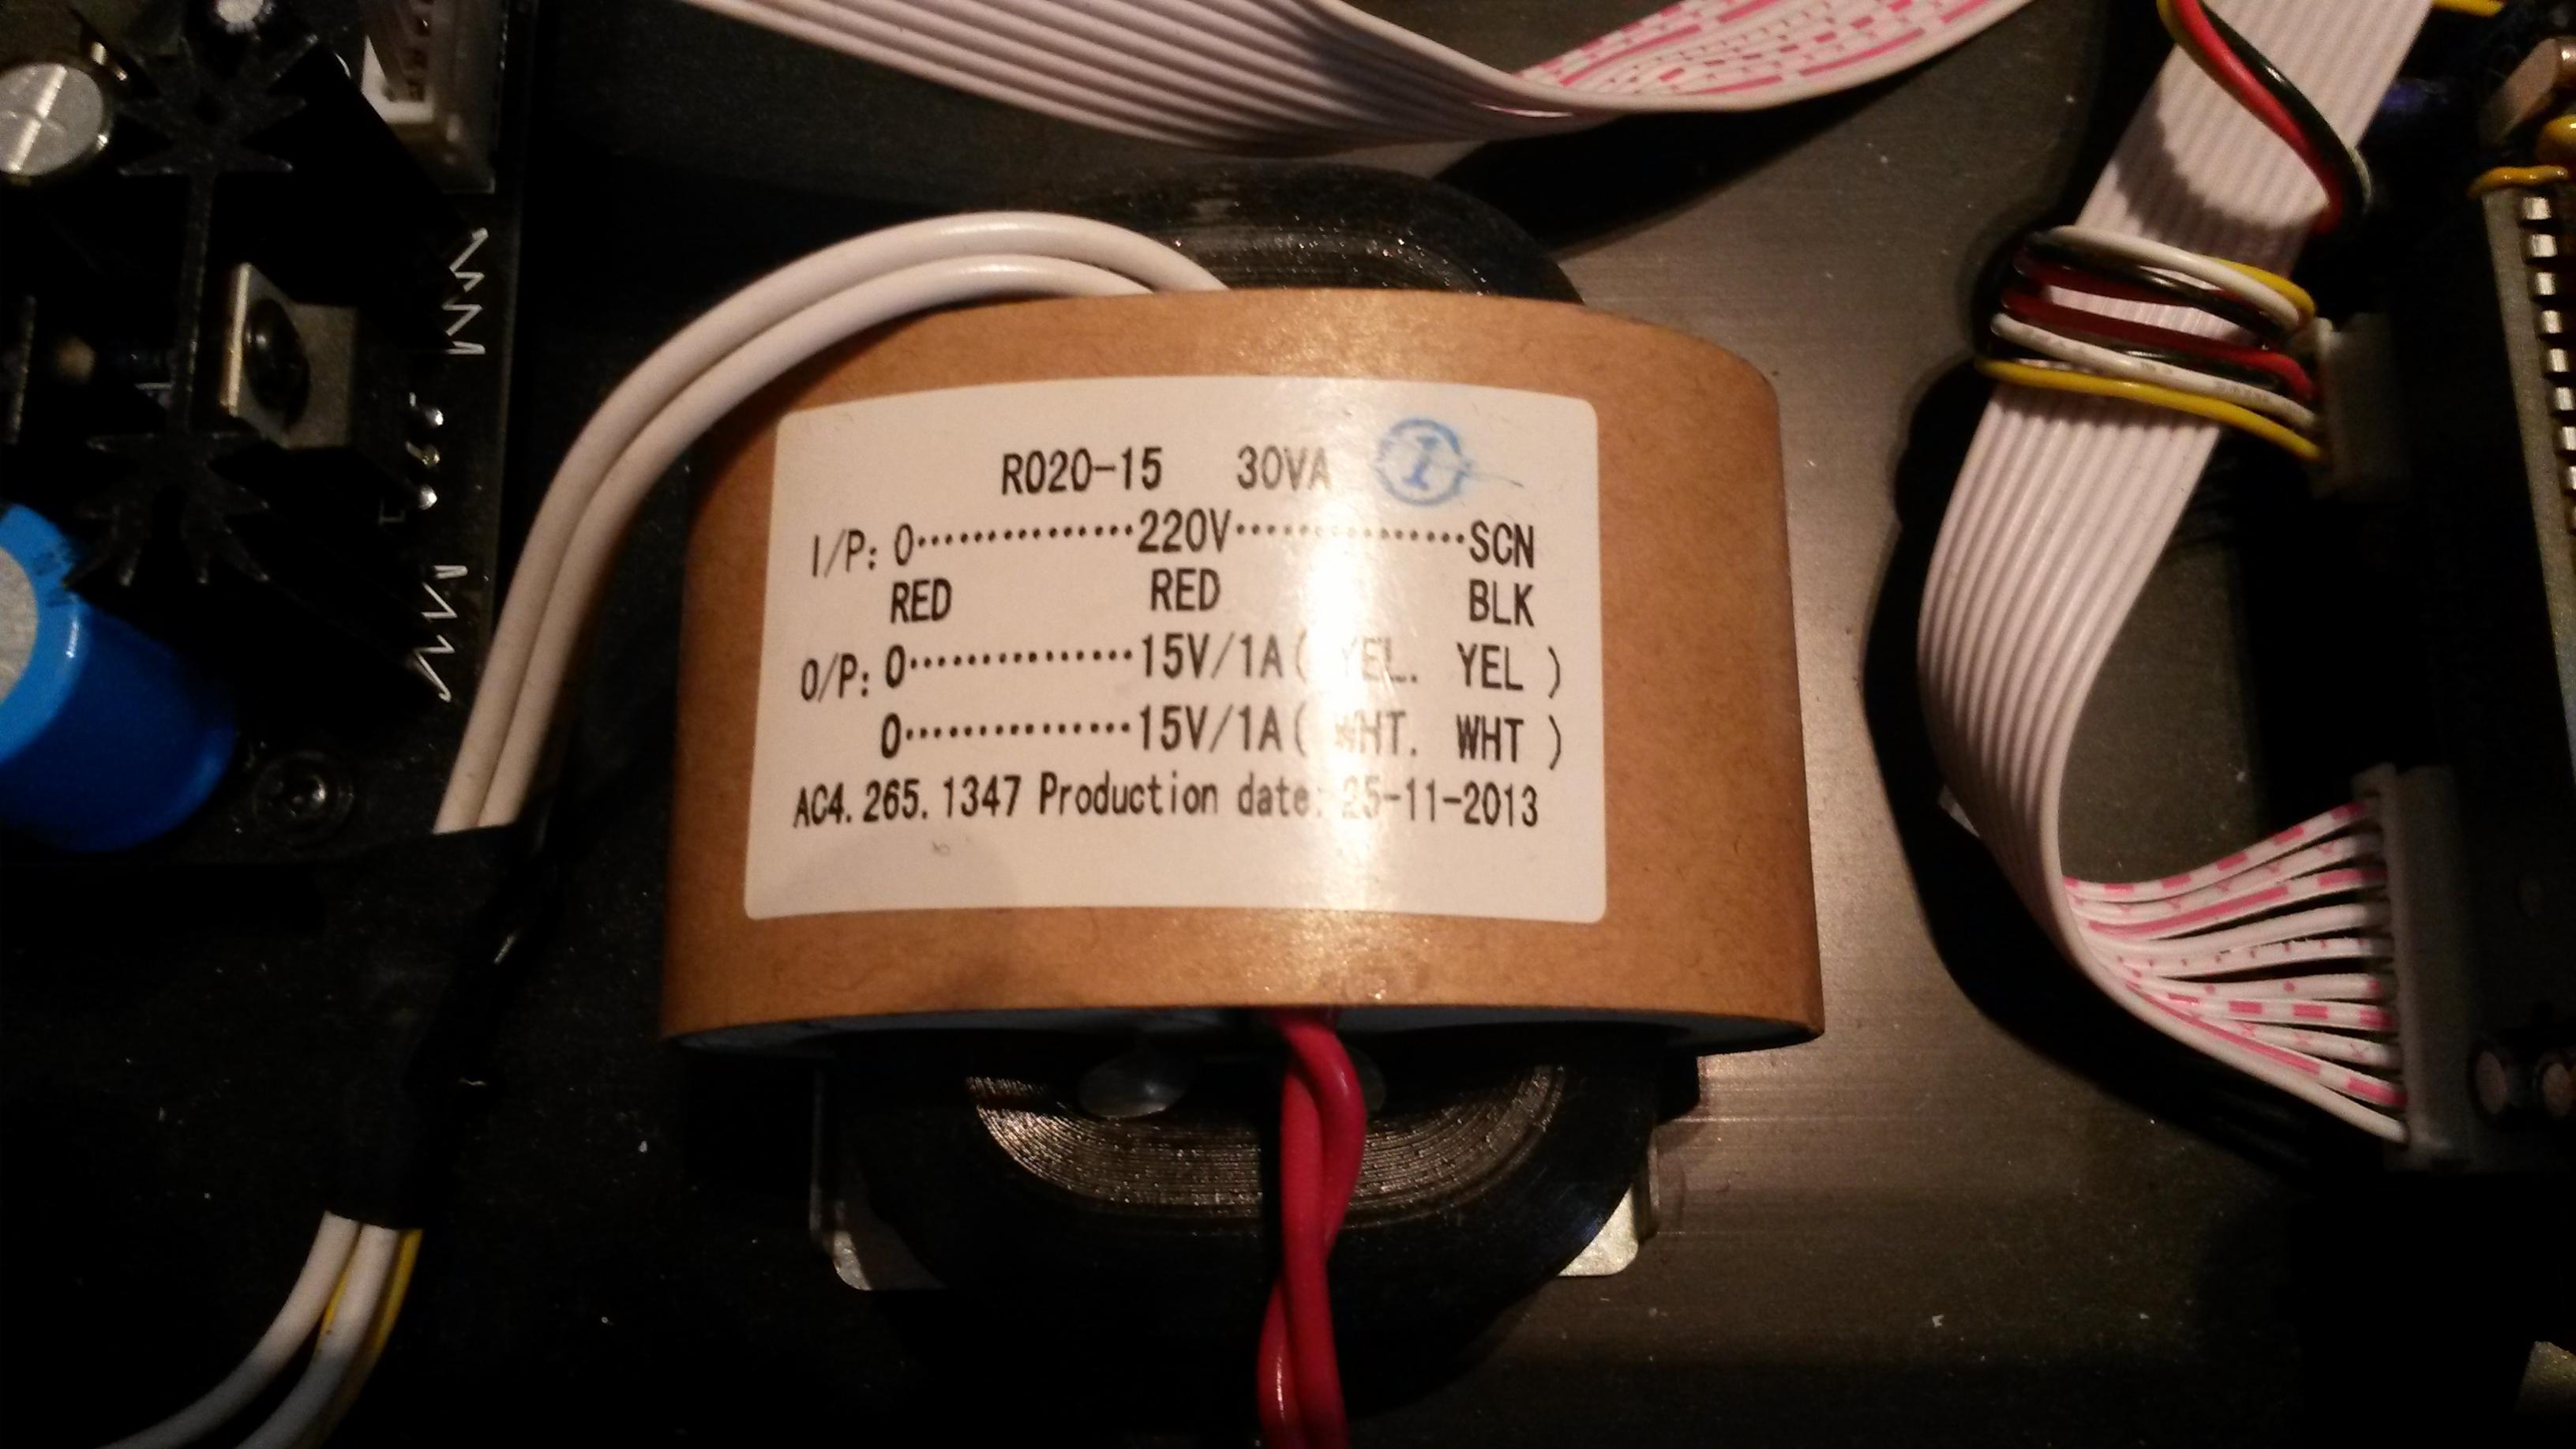 R020-15 30VA 1
I/P: 0···············220V················SCN
RED RED BLK
O/P: 0················15V/1A ( YEL. YEL )
0················15V/1A ( WHT. WHT )
AC4.265.1347 Production date: 25-11-2013